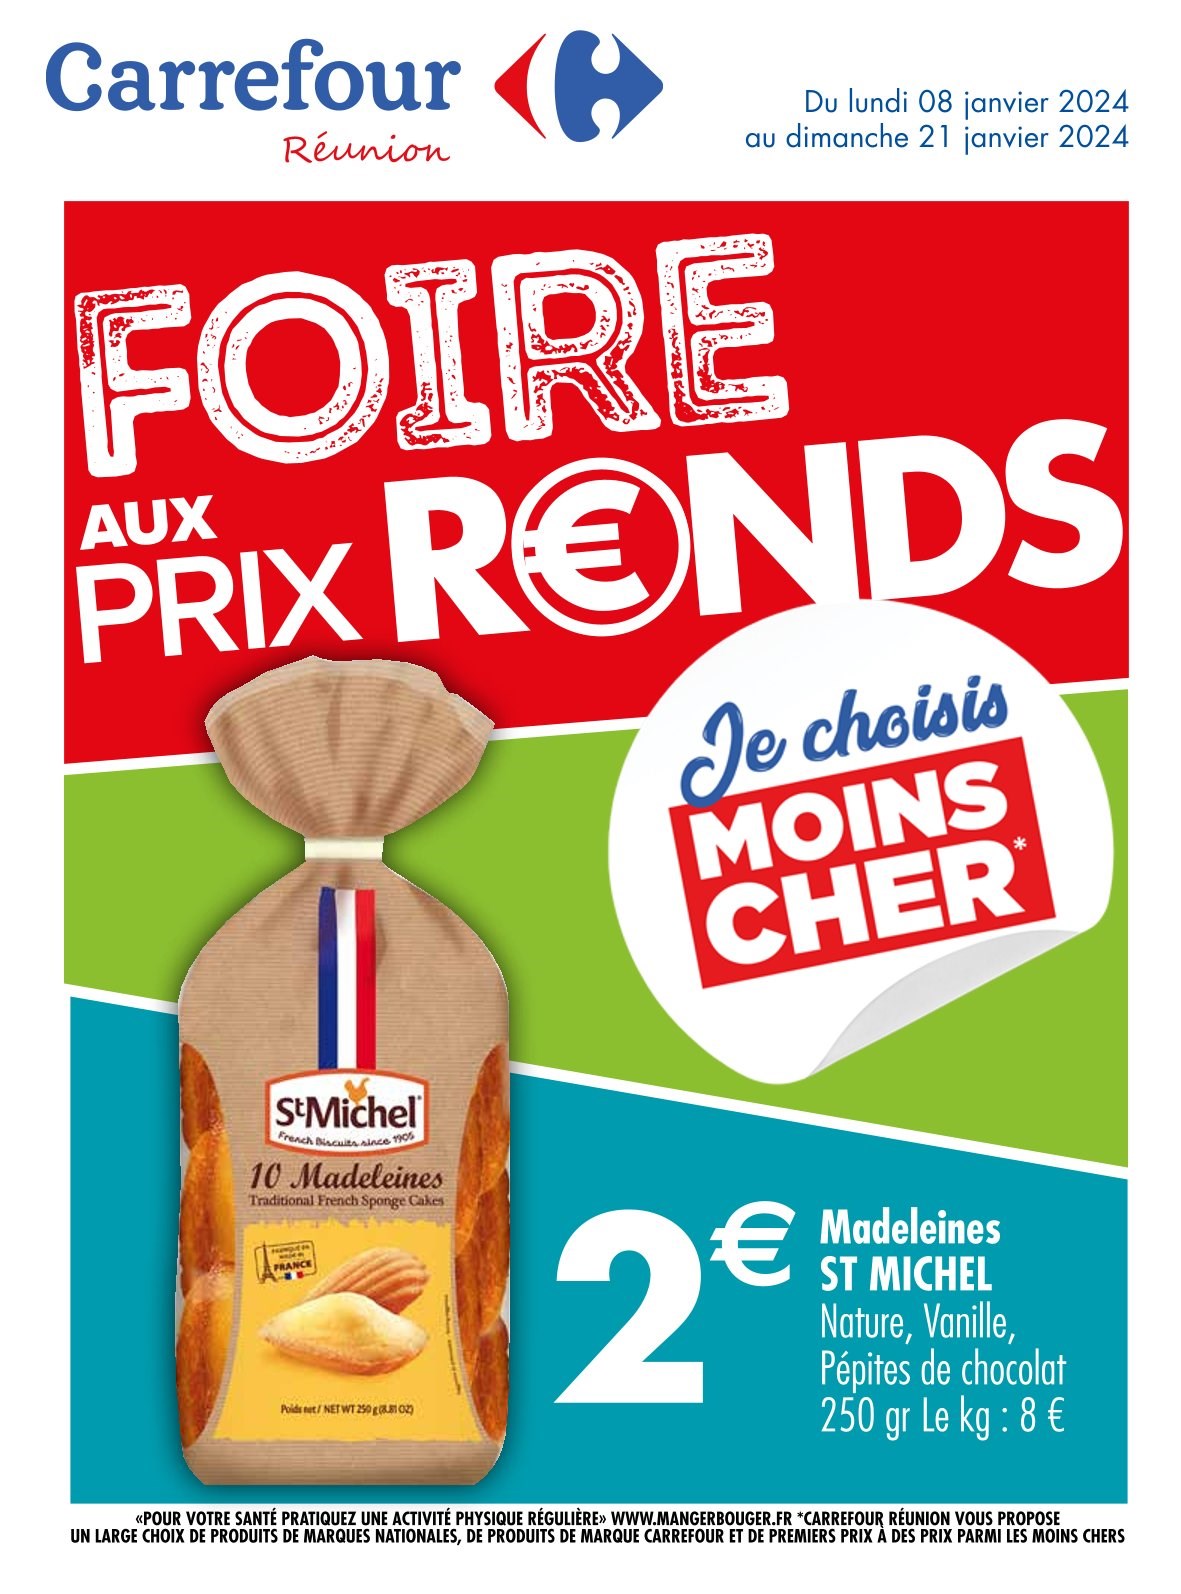 Carrefour
Réunion
Du lundi 08 janvier 2024
au dimanche 21 janvier 2024
FOIRE
AUX
PRIX R€NDS
Je choisis
MOINS
CHER*
StMichel
French Biscuits since 1905
10 Madeleines
Traditional French Sponge Cakes
FABRIQUÉ EN
MADE IN
FRANCE
Poids net / NET WT 250 g (8.81 OZ)
2€
Madeleines
ST MICHEL
Nature, Vanille,
Pépites de chocolat
250 gr Le kg : 8 €
«POUR VOTRE SANTÉ PRATIQUEZ UNE ACTIVITÉ PHYSIQUE RÉGULIÈRE» WWW.MANGERBOUGER.FR *CARREFOUR RÉUNION VOUS PROPOSE
UN LARGE CHOIX DE PRODUITS DE MARQUES NATIONALES, DE PRODUITS DE MARQUE CARREFOUR ET DE PREMIERS PRIX À DES PRIX PARMI LES MOINS CHERS